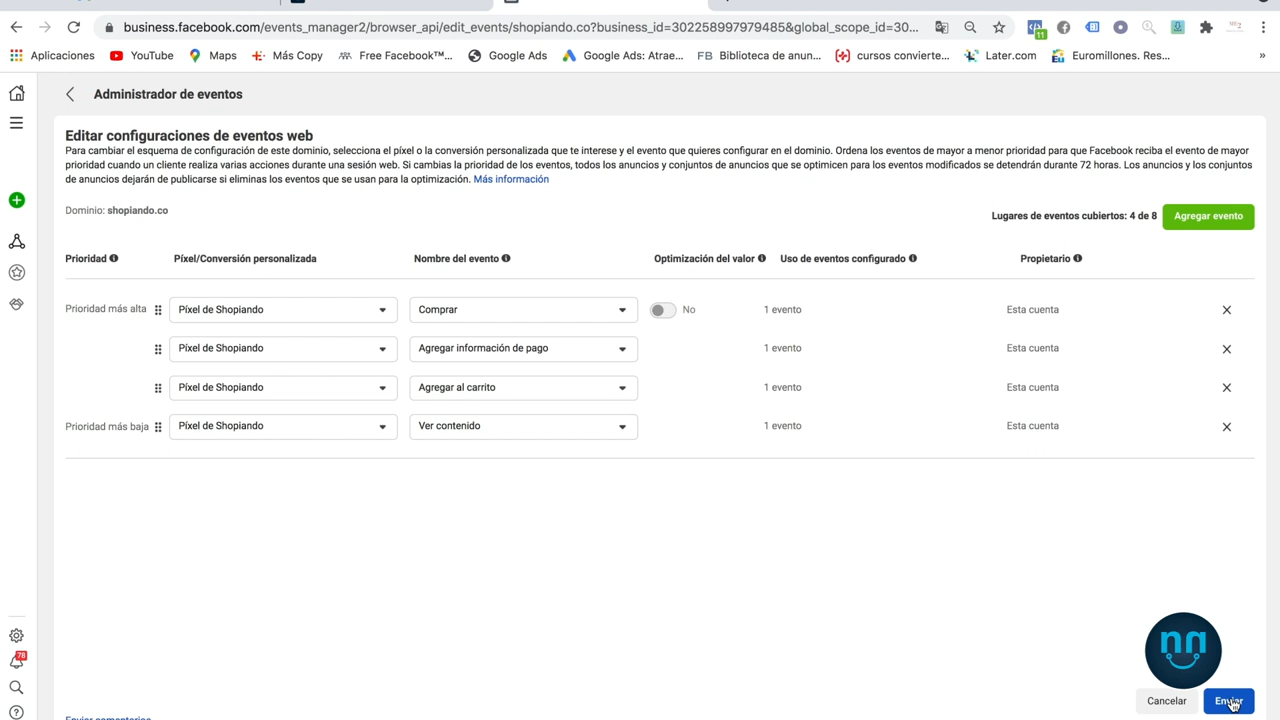 business.facebook.com/events_manager2/browser_api/edit_events/shopiando.co?business_id=302258997979485&global_scope_id=30...
11
Aplicaciones YouTube Maps Más Copy Free Facebook™... Google Ads Google Ads: Atrae... FB Biblioteca de anun... cursos convierte... Later.com Euromillones. Res... »
Administrador de eventos
Editar configuraciones de eventos web
Para cambiar el esquema de configuración de este dominio, selecciona el píxel o la conversión personalizada que te interese y el evento que quieres configurar en el dominio. Ordena los eventos de mayor a menor prioridad para que Facebook reciba el evento de mayor
prioridad cuando un cliente realiza varias acciones durante una sesión web. Si cambias la prioridad de los eventos, todos los anuncios y conjuntos de anuncios que se optimicen para los eventos modificados se detendrán durante 72 horas. Los anuncios y los conjuntos
de anuncios dejarán de publicarse si eliminas los eventos que se usan para la optimización. Más información
Dominio: shopiando.co
Lugares de eventos cubiertos: 4 de 8 Agregar evento
Prioridad Píxel/Conversión personalizada Nombre del evento Optimización del valor Uso de eventos configurado Propietario
Prioridad más alta Píxel de Shopiando Comprar No 1 evento Esta cuenta
Píxel de Shopiando Agregar información de pago 1 evento Esta cuenta
Píxel de Shopiando Agregar al carrito 1 evento Esta cuenta
Prioridad más baja Píxel de Shopiando Ver contenido 1 evento Esta cuenta
78
Cancelar Enviar
Enviar comentarios